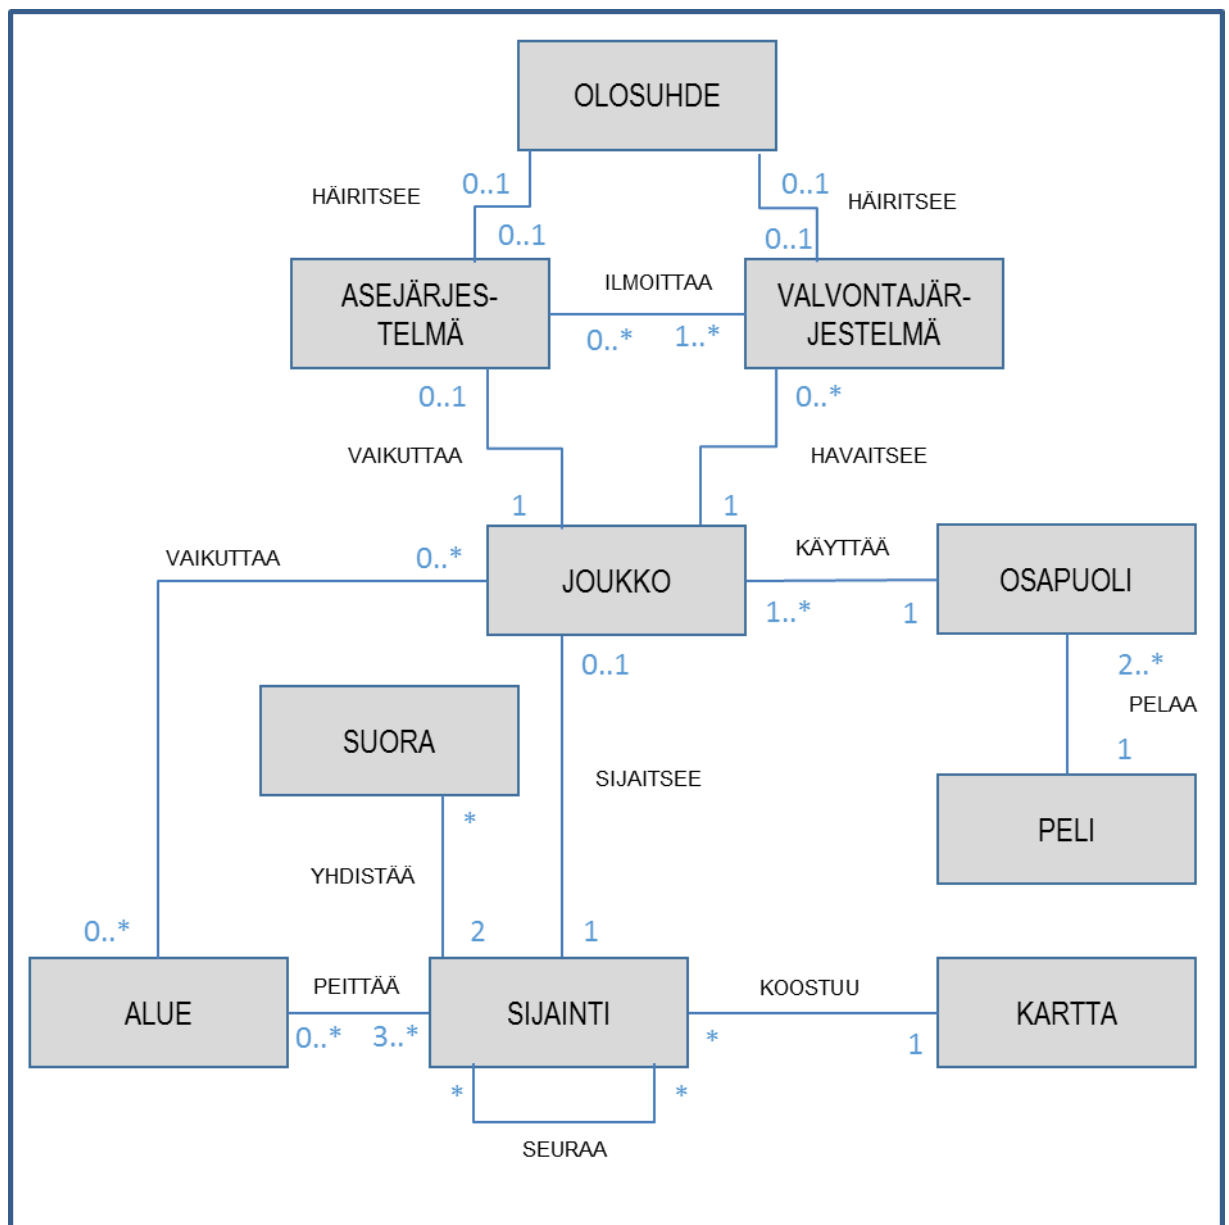 OLOSUHDE
0..1
0..1
HÄIRITSEE
HÄIRITSEE
0..1
0..1
ASEJÄRJES-
TELMÄ
ILMOITTAA
VALVONTAJÄR-
JESTELMÄ
0..*
1..*
0..1
0..*
VAIKUTTAA
HAVAITSEE
1
1
VAIKUTTAA
0..*
JOUKKO
KÄYTTÄÄ
OSAPUOLI
1..*
1
0..1
2..*
PELAA
SUORA
1
SIJAITSEE
*
PELI
YHDISTÄÄ
0..*
2
1
ALUE
PEITTÄÄ
SIJAINTI
KOOSTUU
KARTTA
0..*
3..*
*
1
*
*
SEURAA